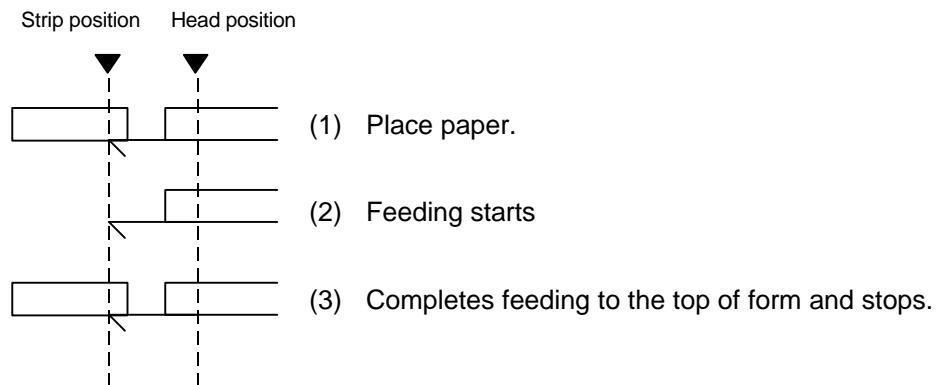 Strip position Head position
(1) Place paper.
(2) Feeding starts
(3) Completes feeding to the top of form and stops.